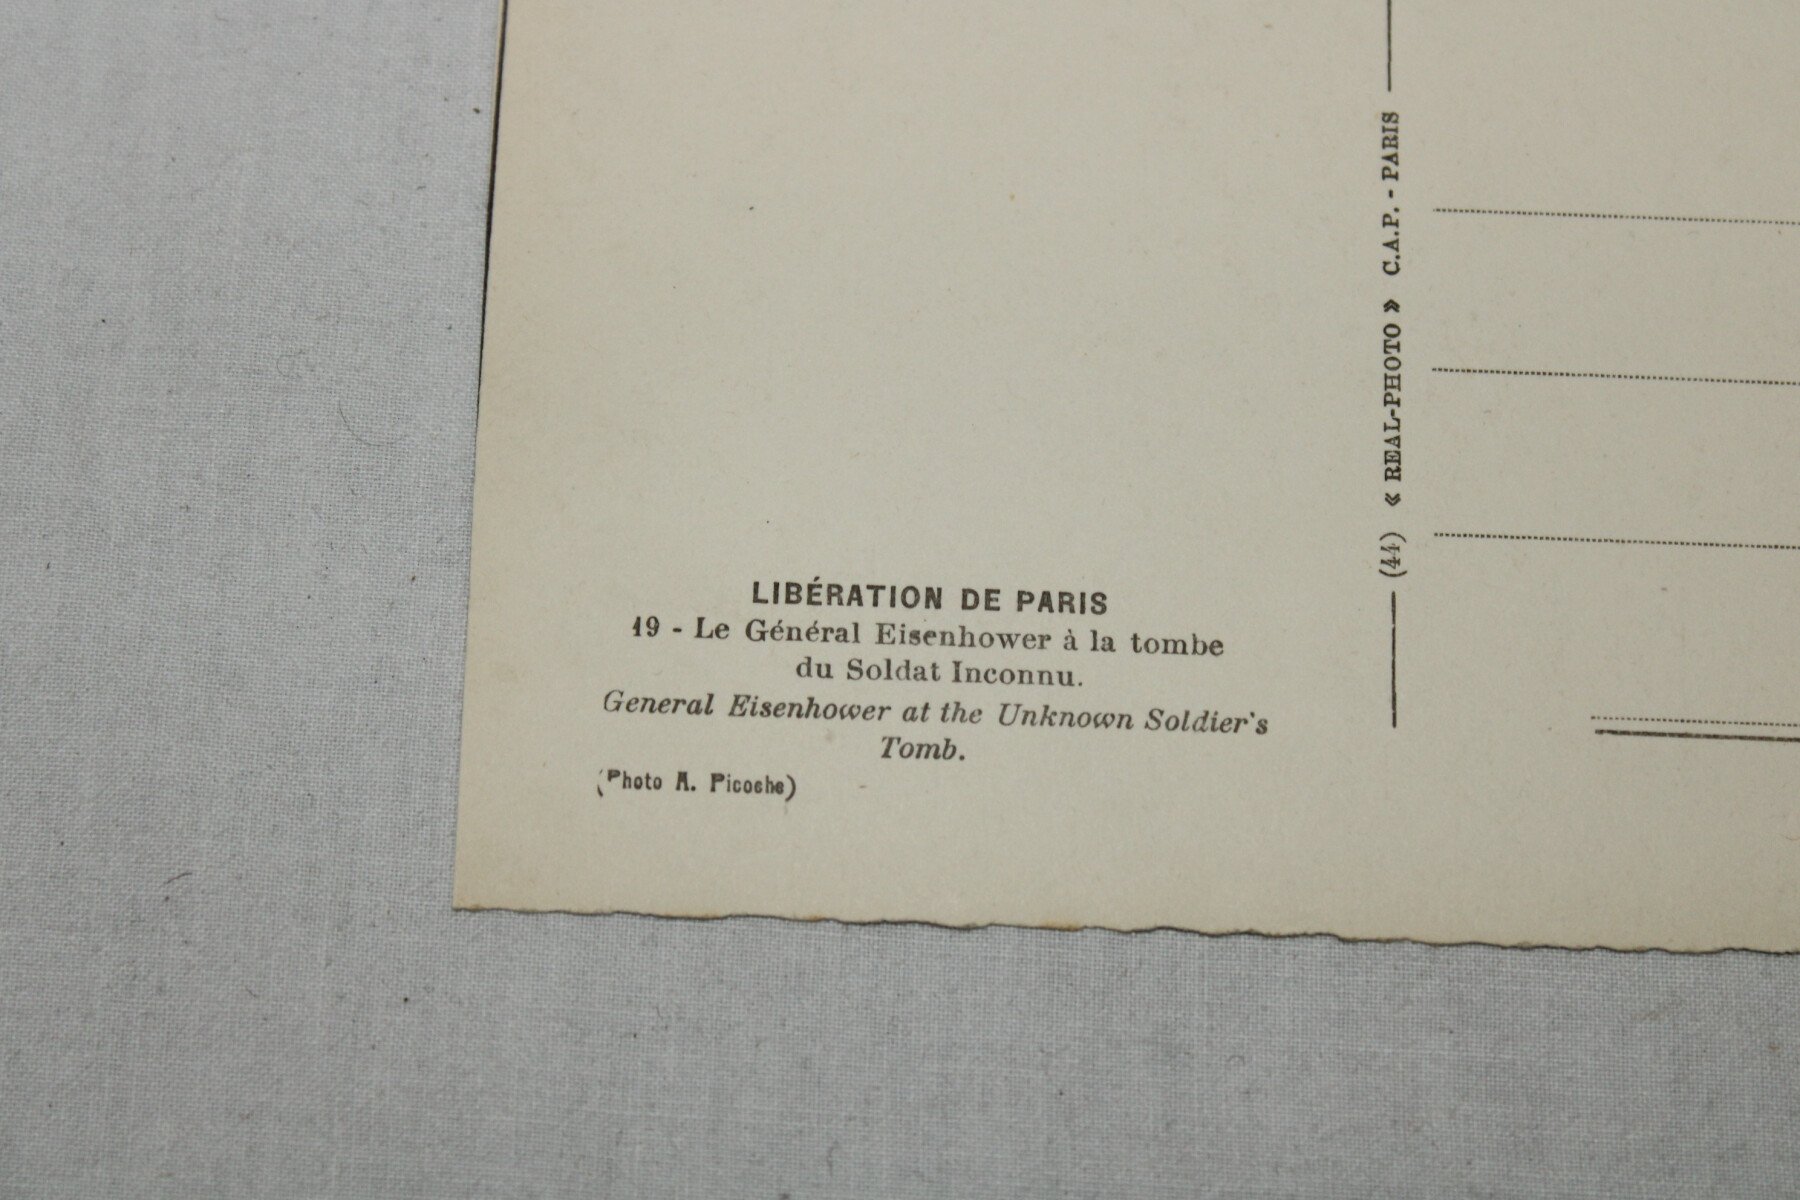 LIBÉRATION DE PARIS
19 - Le Général Eisenhower à la tombe
du Soldat Inconnu.
General Eisenhower at the Unknown Soldier's
Tomb.
(Photo A. Picoche)
(44) « REAL-PHOTO » C.A.P. - PARIS